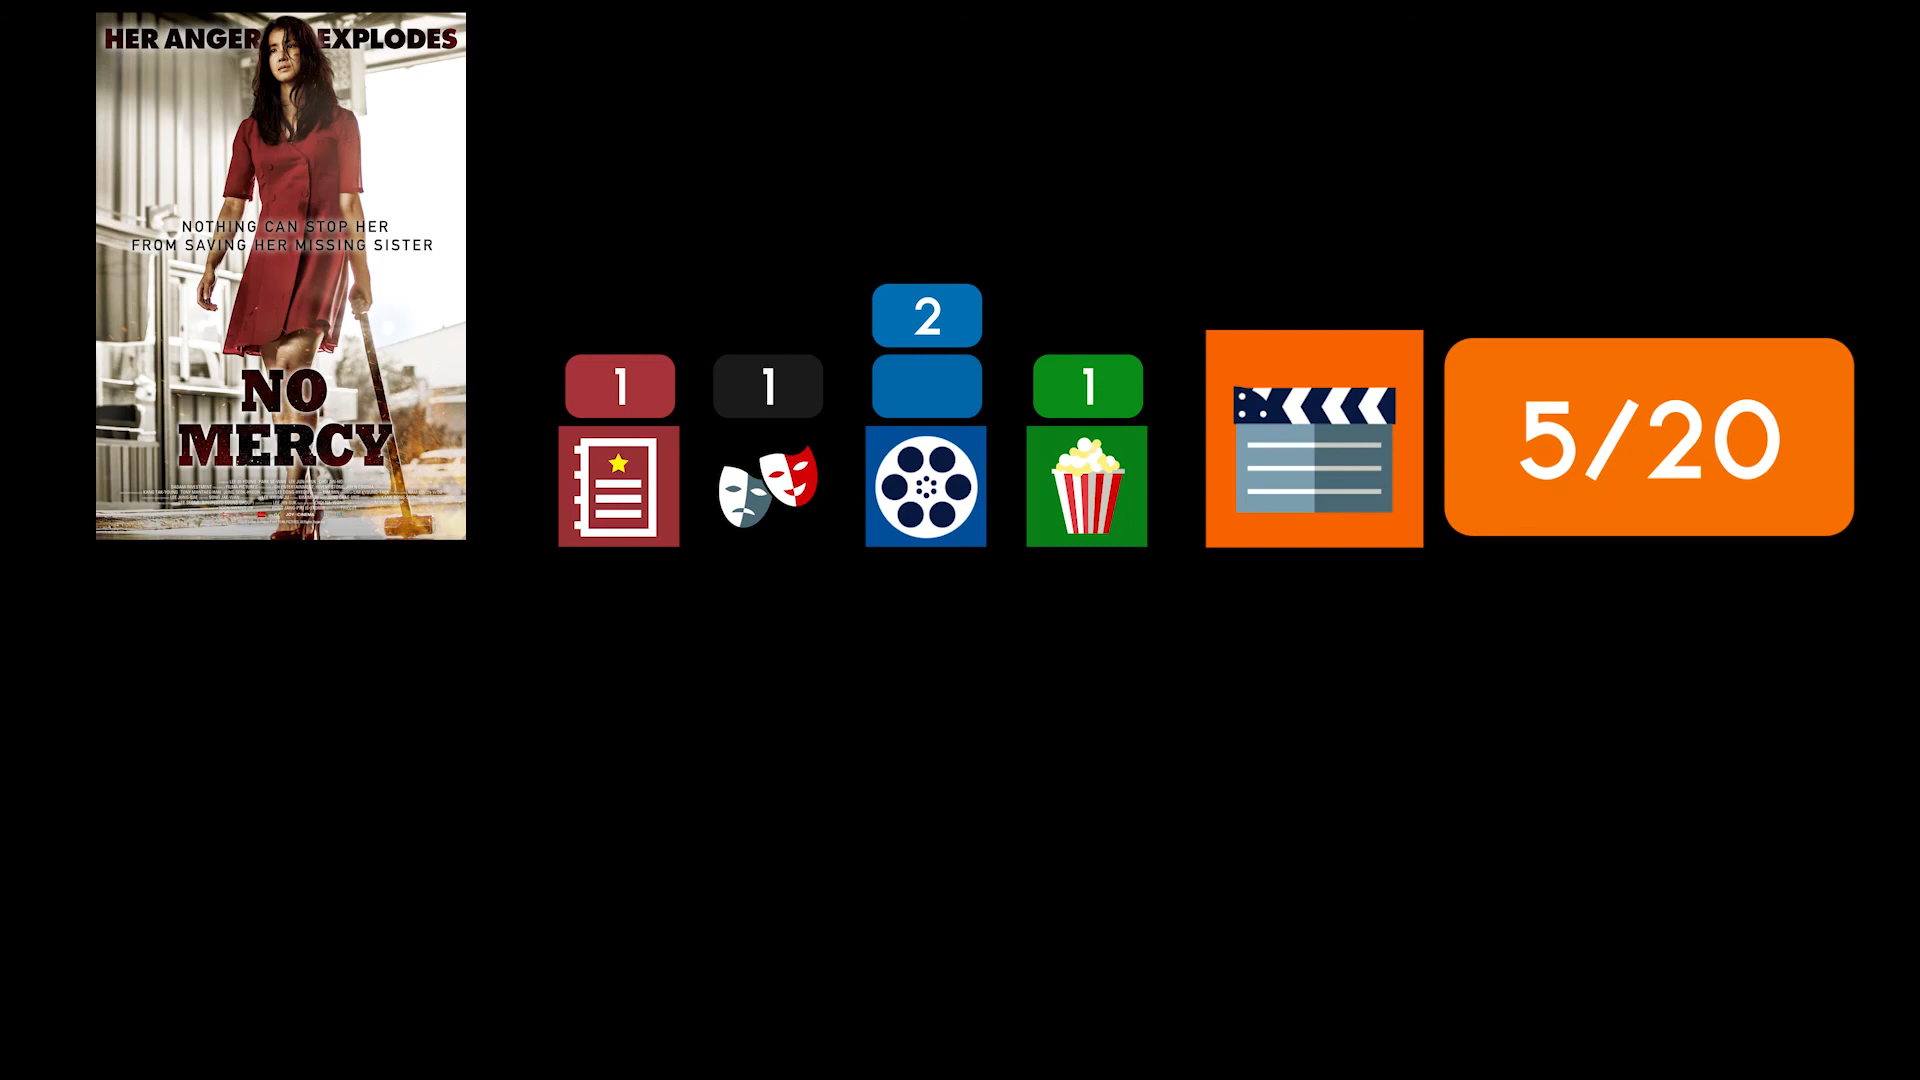 HER ANGER EXPLODES
NOTHING CAN STOP HER
FROM SAVING HER MISSING SISTER
NO
MERCY
1
1
2
1
5/20